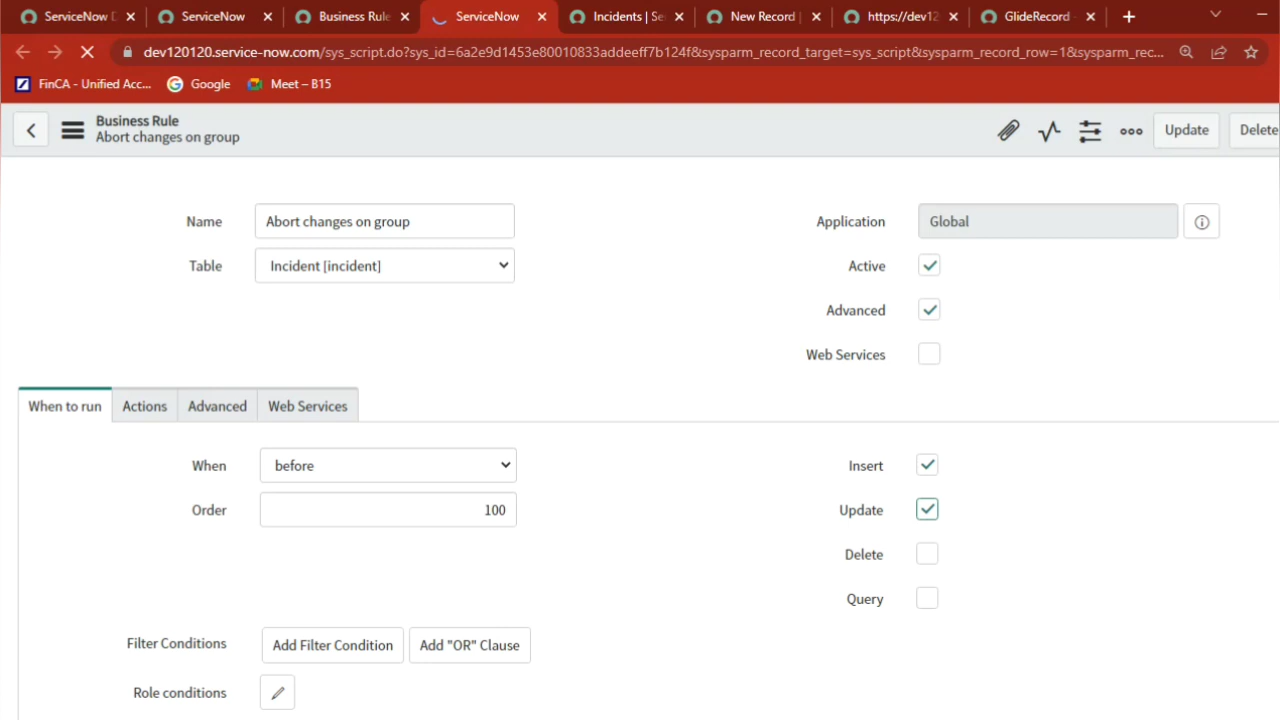 ServiceNow D
ServiceNow
Business Rule
ServiceNow
Incidents | Se
New Record |
https://dev12
GlideRecord
dev120120.service-now.com/sys_script.do?sys_id=6a2e9d1453e80010833addeeff7b124f&sysparm_record_target=sys_script&sysparm_record_row=1&sysparm_rec...
FinCA - Unified Acc...
Google
Meet – B15
Business Rule
Abort changes on group
Update
Delete
Name
Abort changes on group
Application
Global
Table
Incident [incident]
Active
Advanced
Web Services
When to run
Actions
Advanced
Web Services
When
before
Insert
Order
100
Update
Delete
Query
Filter Conditions
Add Filter Condition
Add "OR" Clause
Role conditions